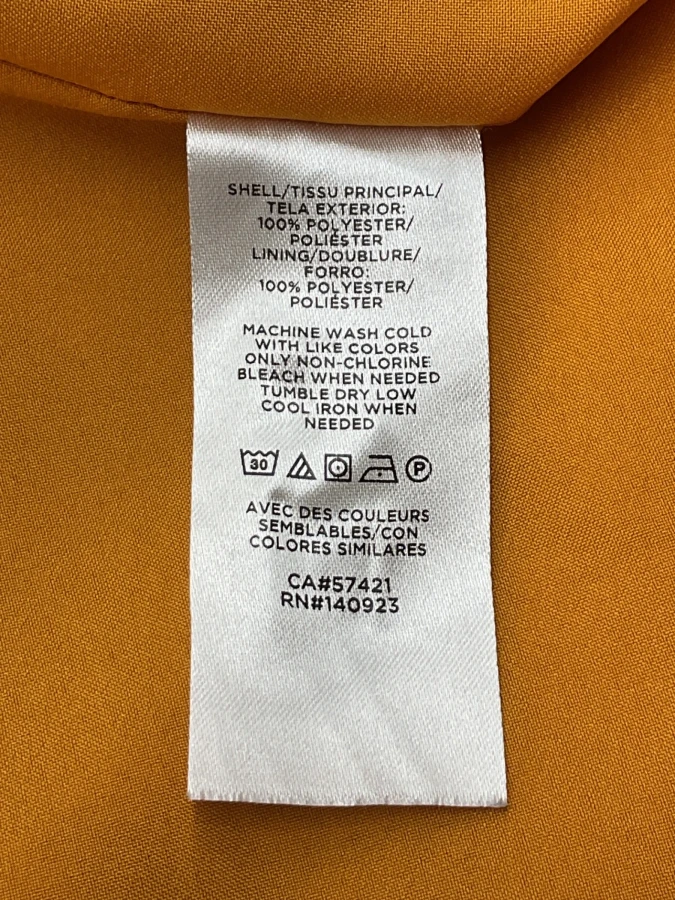 SHELL/TISSU PRINCIPAL/
TELA EXTERIOR:
100% POLYESTER/
POLIÉSTER
LINING/DOUBLURE/
FORRO:
100% POLYESTER/
POLIÉSTER
MACHINE WASH COLD
WITH LIKE COLORS
ONLY NON-CHLORINE
BLEACH WHEN NEEDED
TUMBLE DRY LOW
COOL IRON WHEN
NEEDED
30 P
AVEC DES COULEURS
SEMBLABLES/CON
COLORES SIMILARES
CA#57421
RN#140923